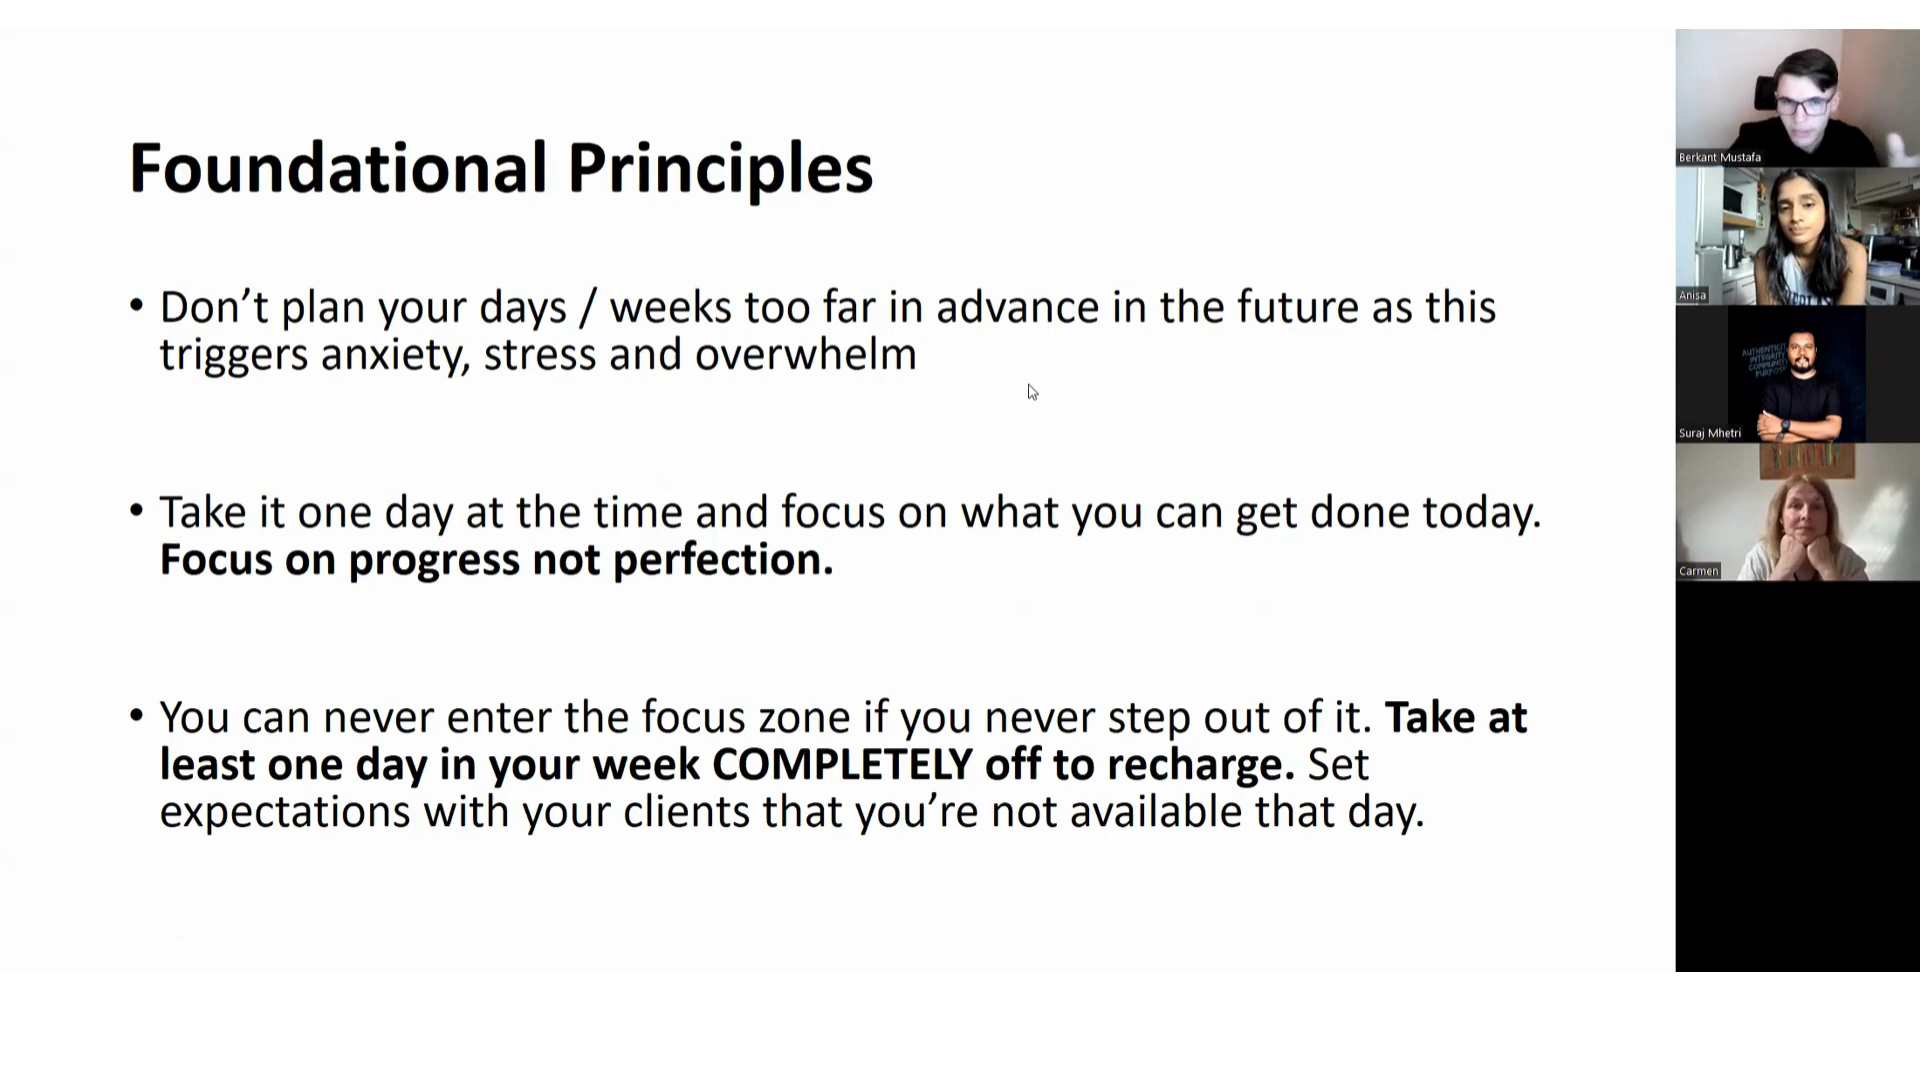 Foundational Principles
• Don’t plan your days / weeks too far in advance in the future as this
triggers anxiety, stress and overwhelm
• Take it one day at the time and focus on what you can get done today.
Focus on progress not perfection.
• You can never enter the focus zone if you never step out of it. Take at
least one day in your week COMPLETELY off to recharge. Set
expectations with your clients that you’re not available that day.
Berkant Mustafa
Anisa
AUTHENTICI
INTEGRITY
COMMUNIT
PURPOS
Suraj Mhetri
Carmen